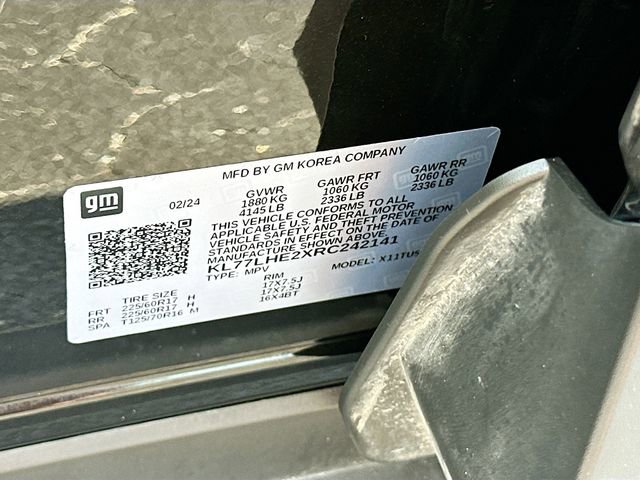 MFD BY GM KOREA COMPANY
gm
02/24
GVWR GAWR FRT GAWR RR
1880 KG 1060 KG 1060 KG
4145 LB 2336 LB 2336 LB
THIS VEHICLE CONFORMS TO ALL
APPLICABLE U.S. FEDERAL MOTOR
VEHICLE SAFETY AND THEFT PREVENTION
STANDARDS IN EFFECT ON THE DATE OF
MANUFACTURE SHOWN ABOVE.
KL77LHE2XRC242141
TYPE: MPV MODEL: X11TU5
TIRE SIZE RIM
FRT 225/60R17 H 17X7.5J
RR 225/60R17 H 17X7.5J
SPA T125/70R16 M 16X4BT